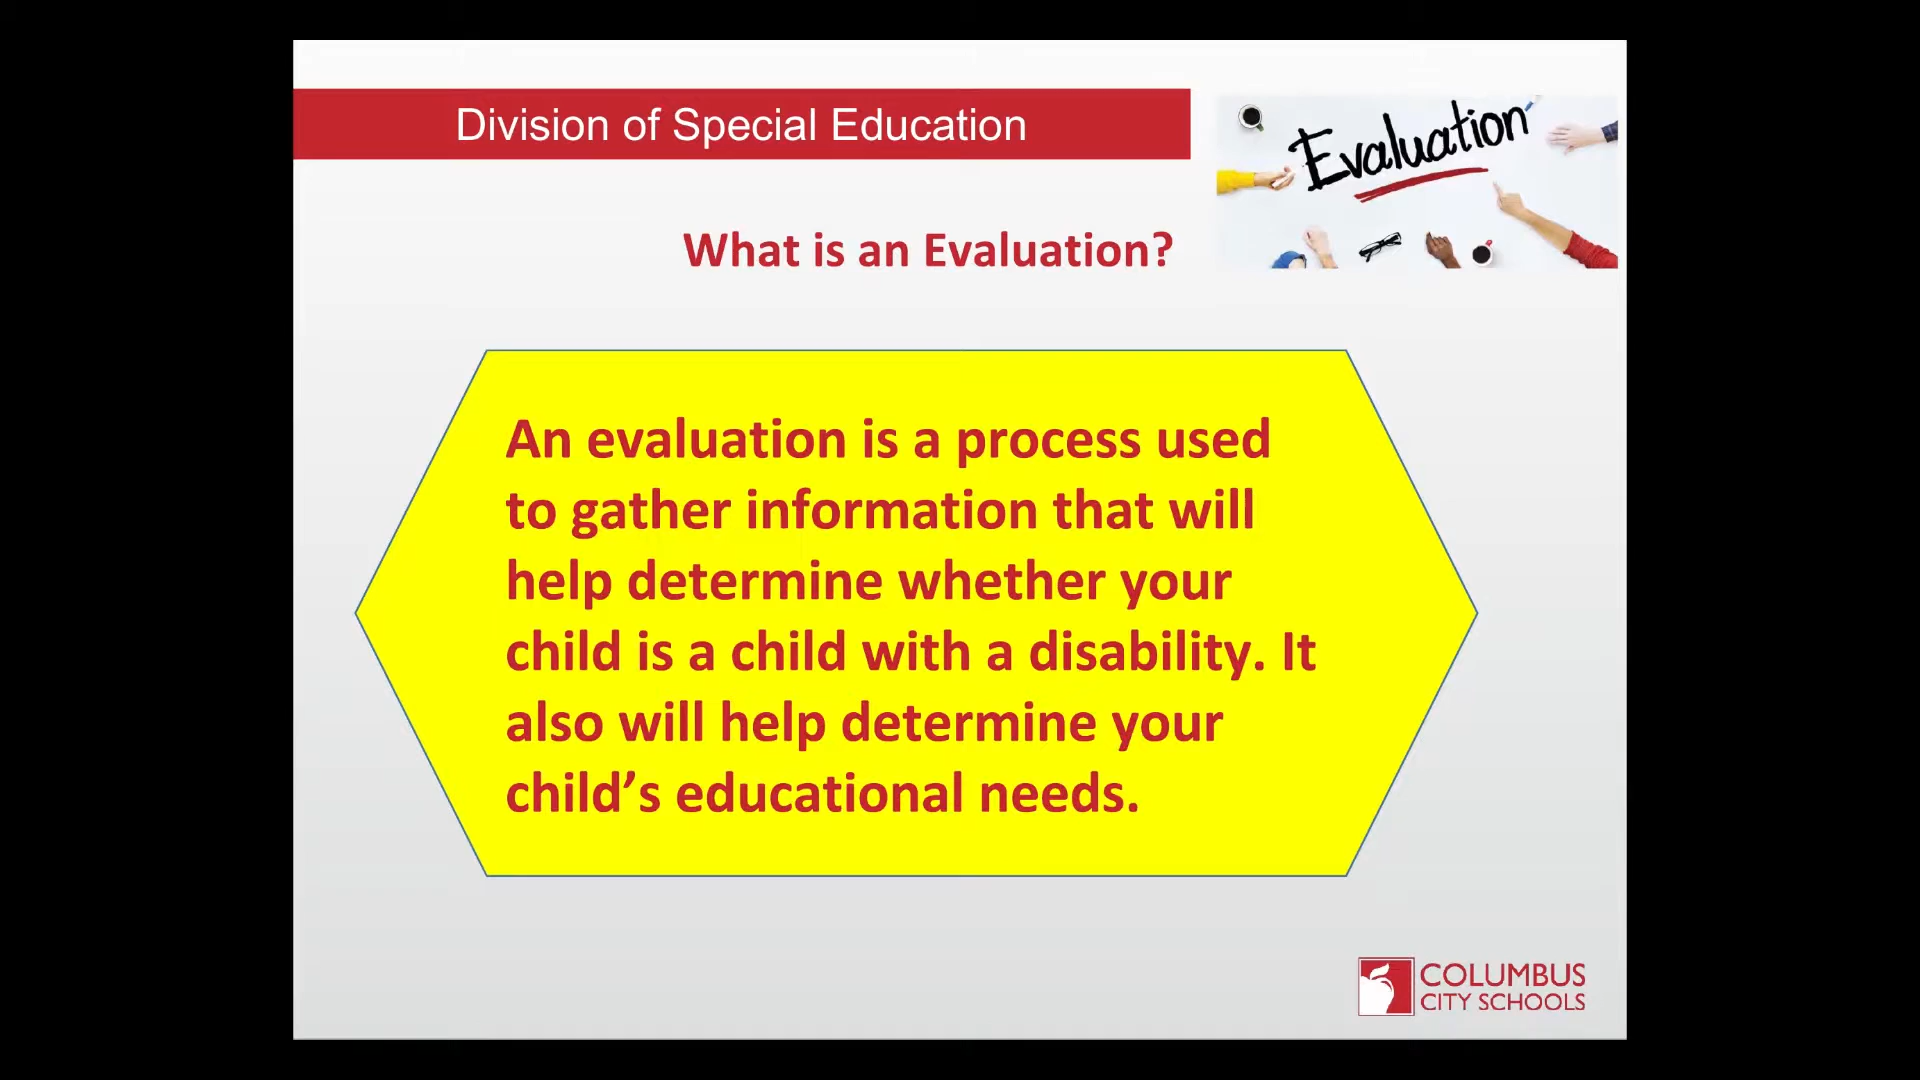 Division of Special Education
Evaluation
What is an Evaluation?
An evaluation is a process used
to gather information that will
help determine whether your
child is a child with a disability. It
also will help determine your
child’s educational needs.
COLUMBUS
CITY SCHOOLS